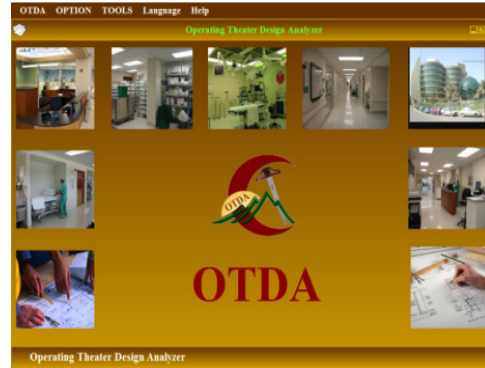 OTDA OPTION TOOLS Language Help
Operating Theater Design Analyzer
OTDA
OTDA
Operating Theater Design Analyzer